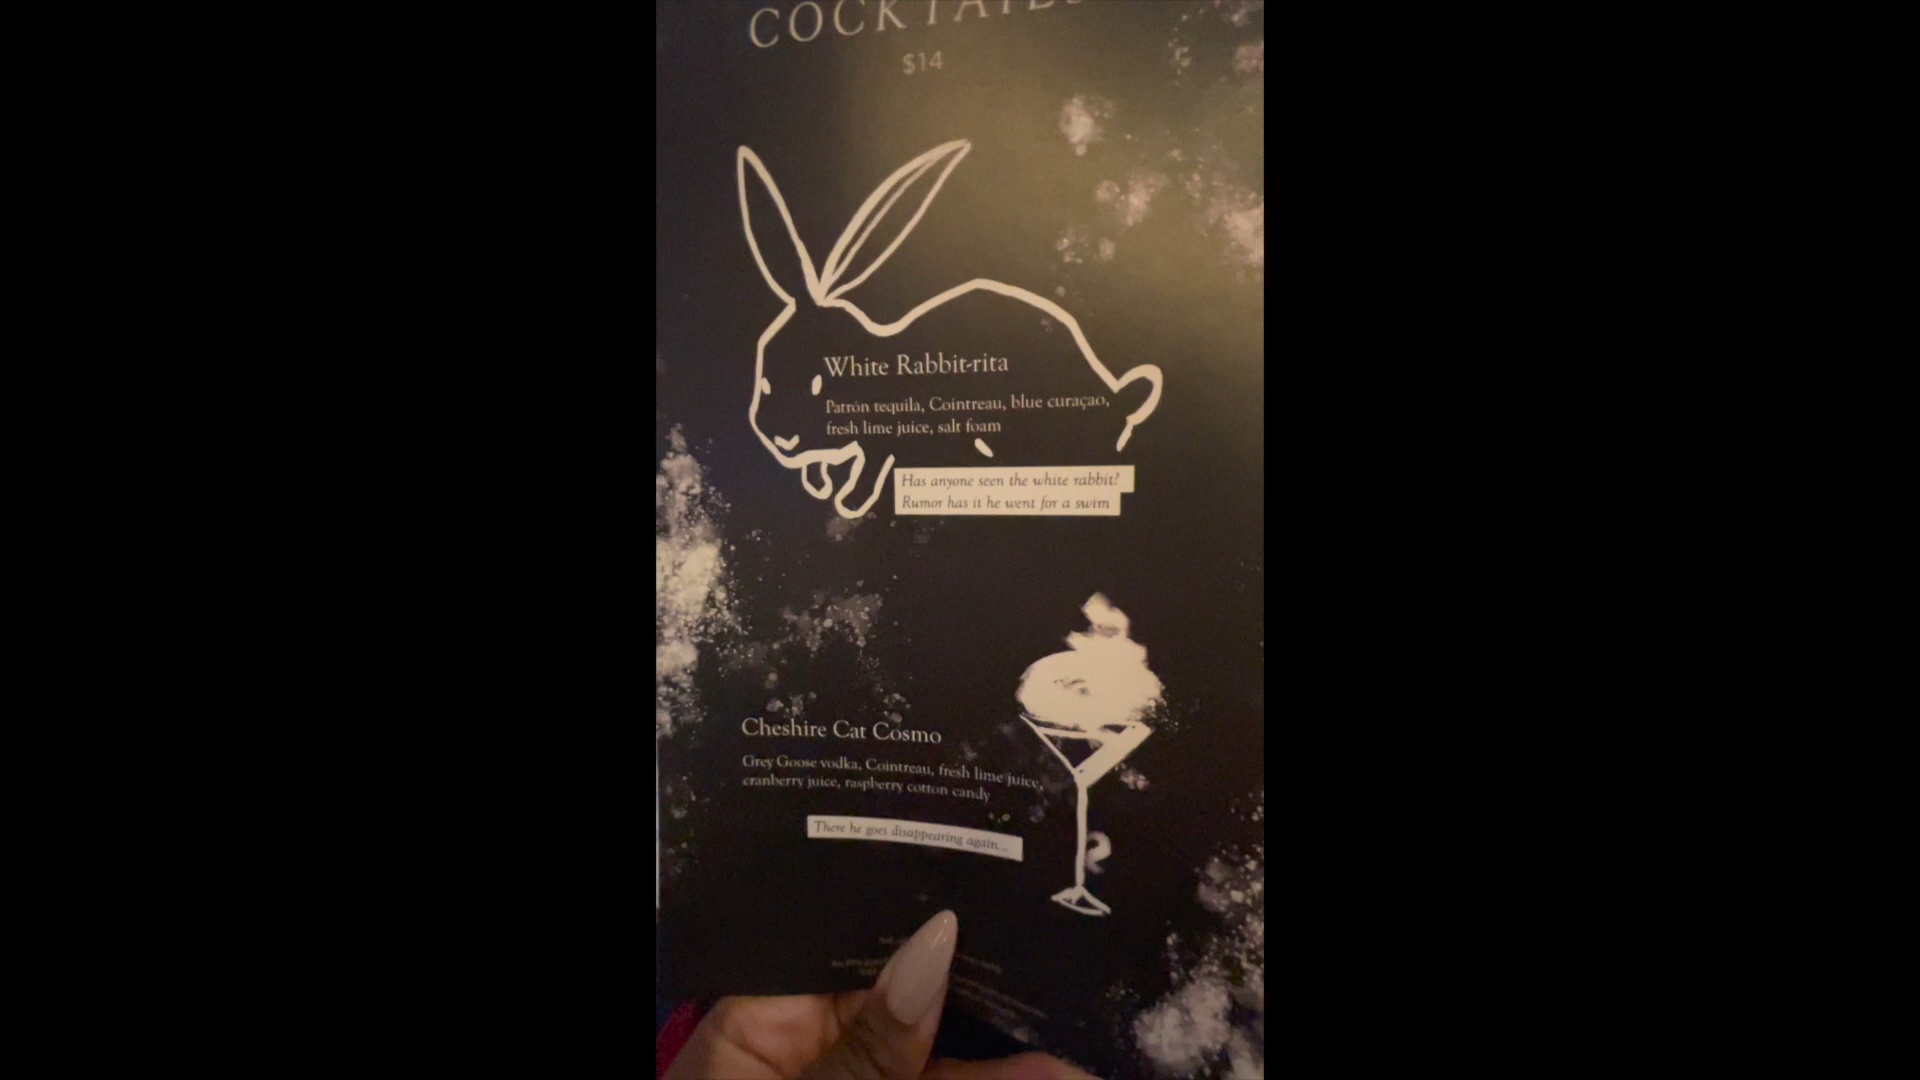 COCKTAILS
$14
White Rabbit-rita
Patrón tequila, Cointreau, blue curaçao,
fresh lime juice, salt foam
Has anyone seen the white rabbit?
Rumor has it he went for a swim
Cheshire Cat Cosmo
Grey Goose vodka, Cointreau, fresh lime juice,
cranberry juice, raspberry cotton candy
There he goes disappearing again...